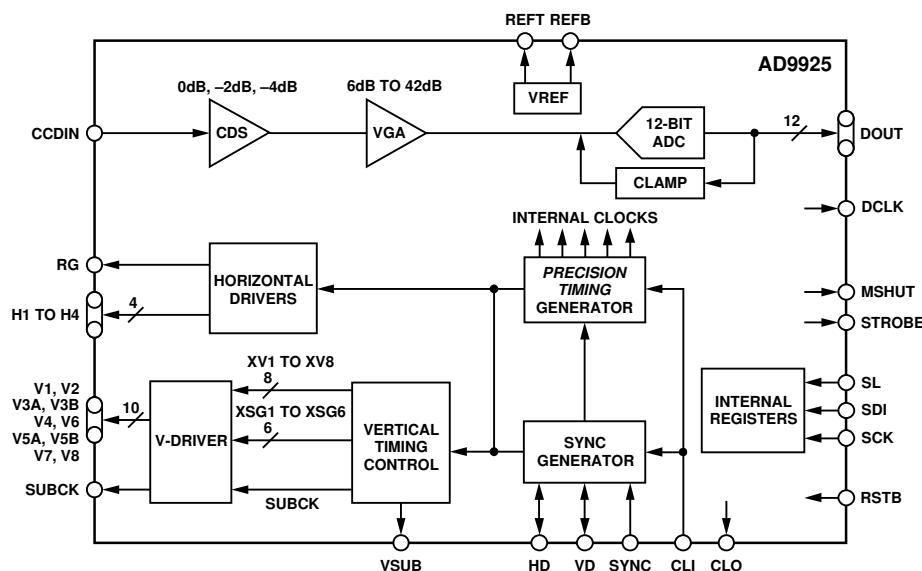 REFT REFB
AD9925
0dB, –2dB, –4dB
6dB TO 42dB
VREF
CCDIN
CDS
VGA
12-BIT
ADC
12
DOUT
CLAMP
DCLK
INTERNAL CLOCKS
RG
HORIZONTAL
DRIVERS
PRECISION
TIMING
GENERATOR
MSHUT
H1 TO H4
4
STROBE
XV1 TO XV8
8
V1, V2
V3A, V3B
V4, V6
V5A, V5B
V7, V8
10
V-DRIVER
XSG1 TO XSG6
6
VERTICAL
TIMING
CONTROL
SYNC
GENERATOR
INTERNAL
REGISTERS
SL
SDI
SCK
SUBCK
SUBCK
RSTB
VSUB
HD
VD
SYNC
CLI
CLO